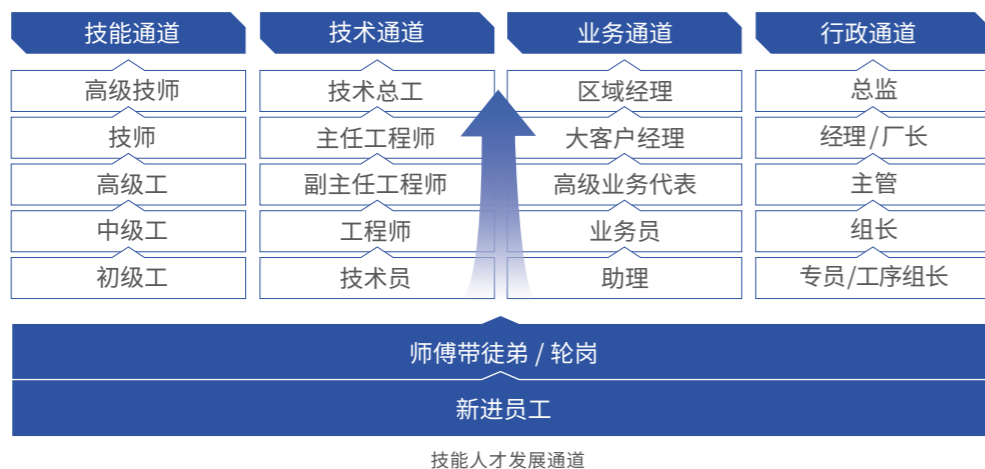 技能通道 技术通道 业务通道 行政通道
高级技师 技术总工 区域经理 总监
技师 主任工程师 大客户经理 经理/厂长
高级工 副主任工程师 高级业务代表 主管
中级工 工程师 业务员 组长
初级工 技术员 助理 专员/工序组长
师傅带徒弟 / 轮岗
新进员工
技能人才发展通道